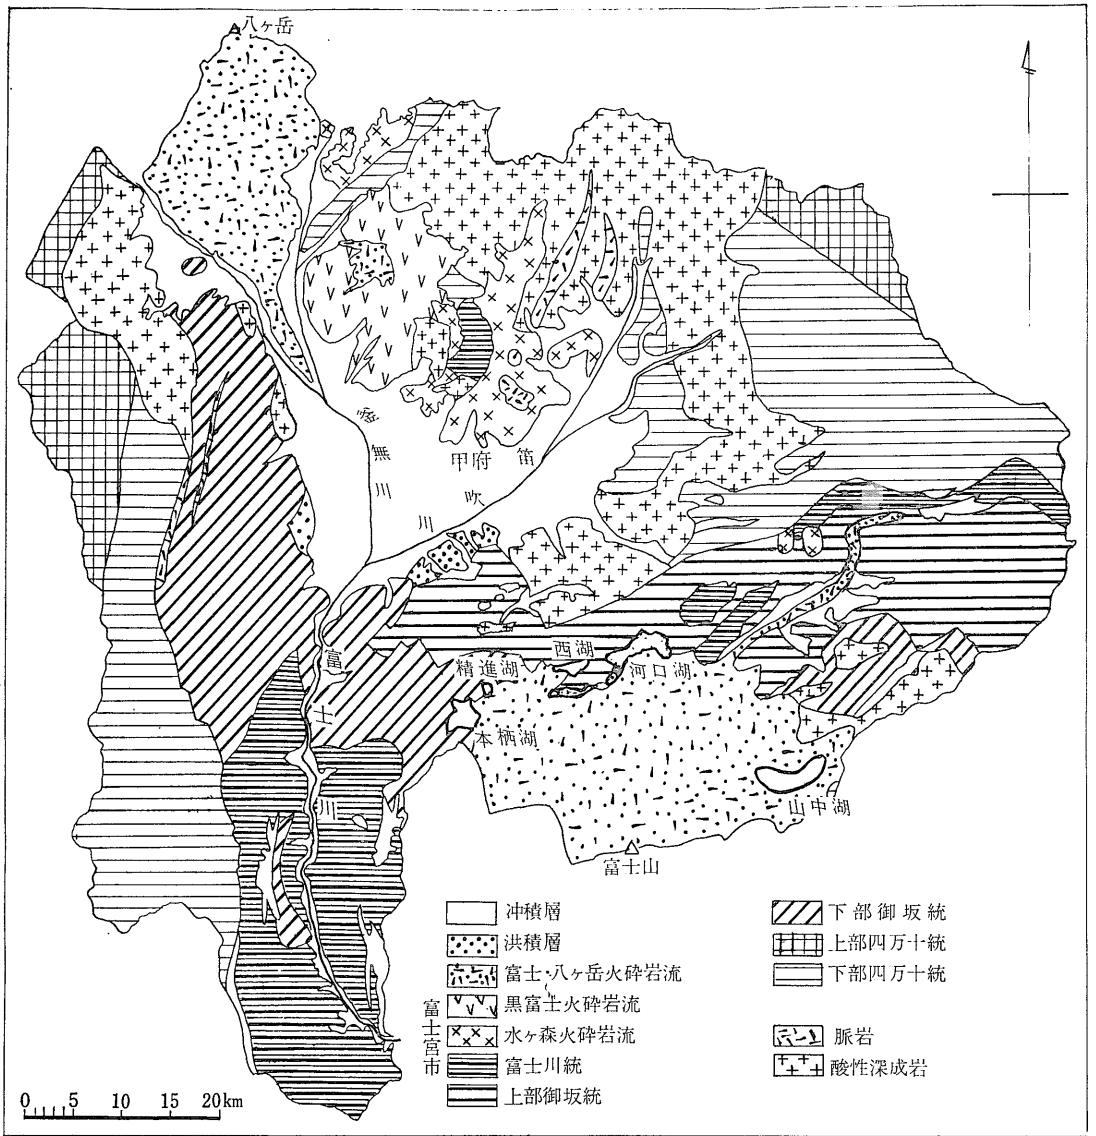 八ヶ岳
釜
無
川
甲府
笛
吹
川
富
士
川
西湖
精進湖
河口湖
本栖湖
山中湖
富士山
富士宮市
冲積層
洪積層
富士・八ヶ岳火砕岩流
黒富士火砕岩流
水ヶ森火砕岩流
富士川統
上部御坂統
下部御坂統
上部四万十統
下部四万十統
脈岩
酸性深成岩
0 5 10 15 20km